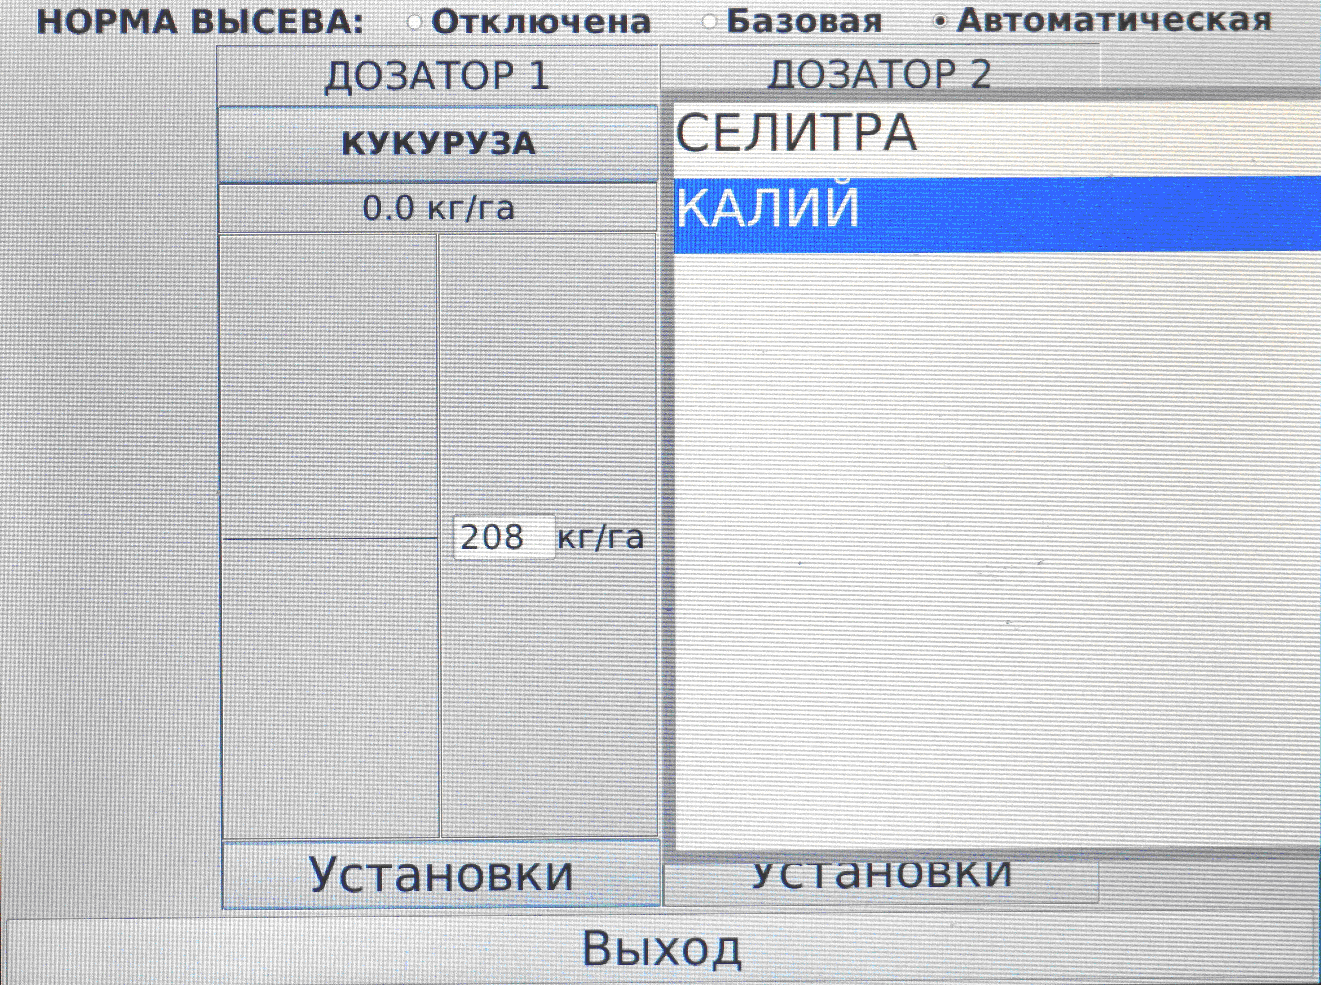 НОРМА ВЫСЕВА: Отключена Базовая Автоматическая
ДОЗАТОР 1 ДОЗАТОР 2
КУКУРУЗА
СЕЛИТРА
0.0 кг/га
КАЛИЙ
208 кг/га
Установки Установки
Выход